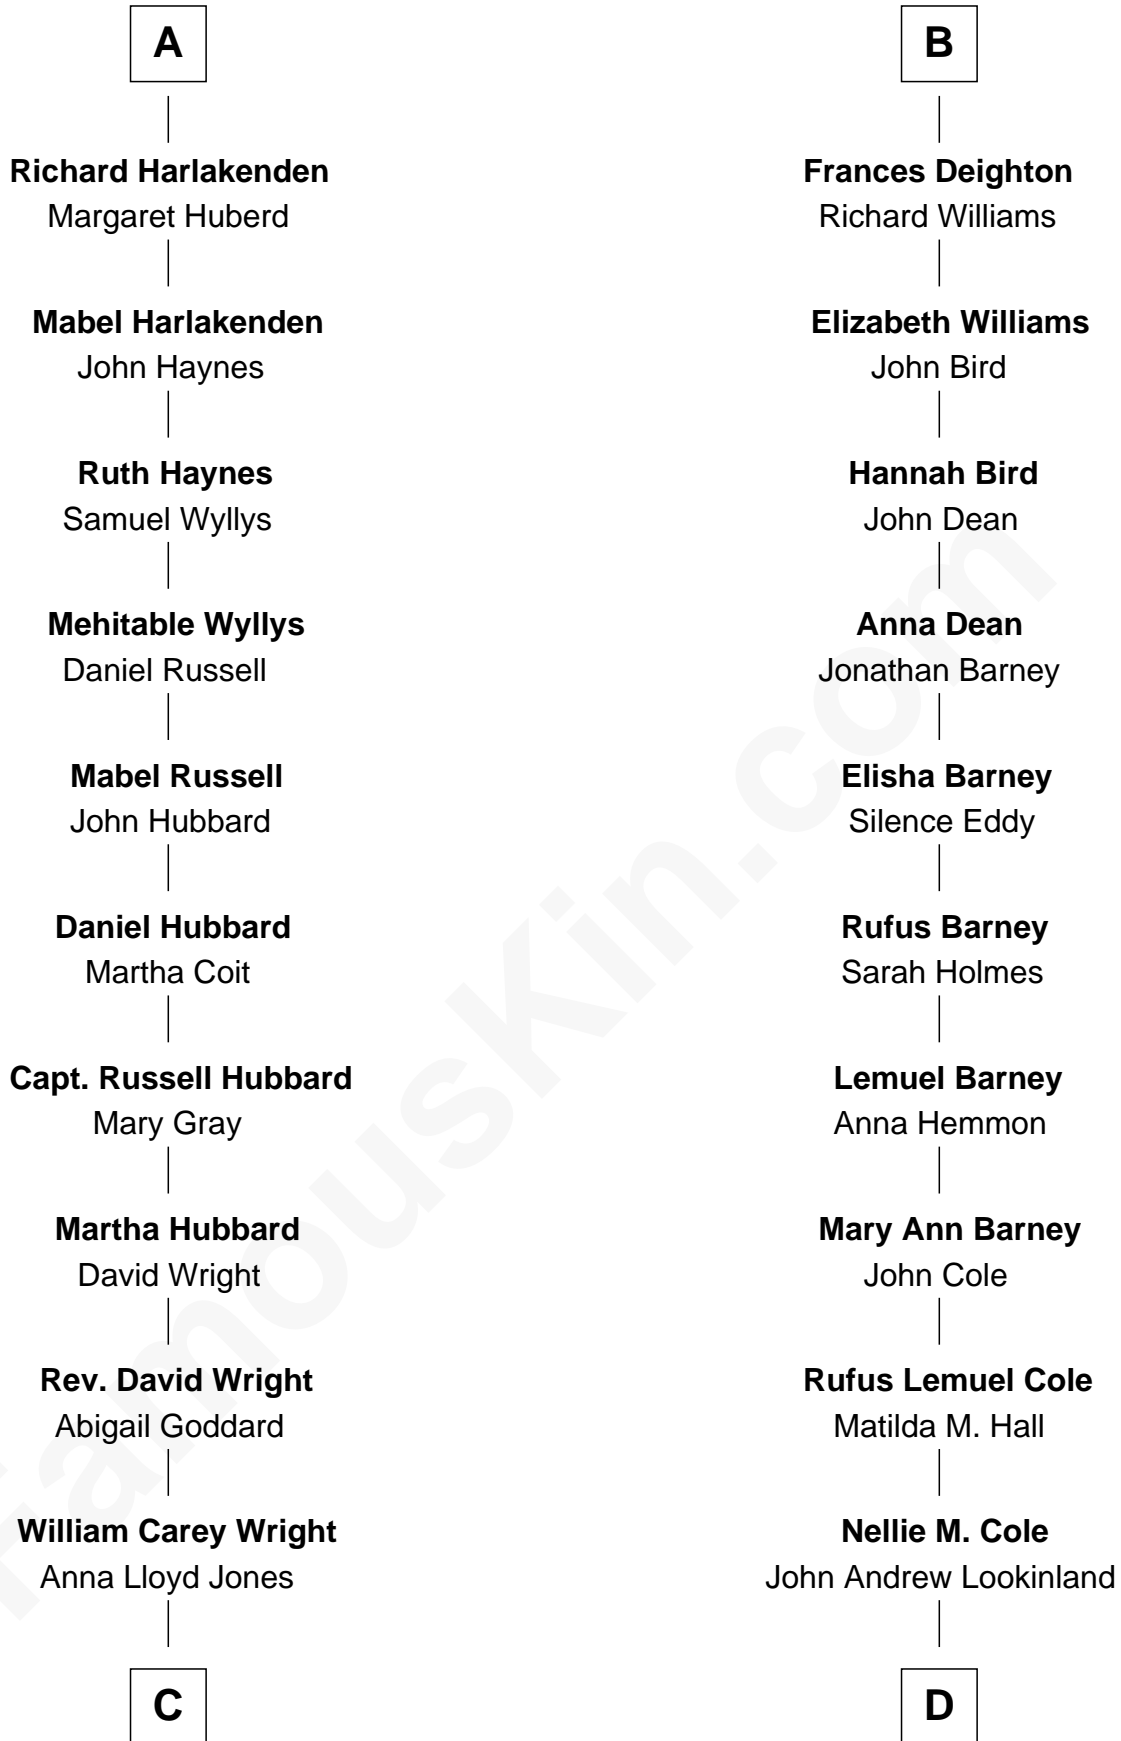 A
Richard Harlakenden
Margaret Huberd
Mabel Harlakenden
John Haynes
Ruth Haynes
Samuel Wyllys
Mehitable Wyllys
Daniel Russell
Mabel Russell
John Hubbard
Daniel Hubbard
Martha Coit
Capt. Russell Hubbard
Mary Gray
Martha Hubbard
David Wright
Rev. David Wright
Abigail Goddard
William Carey Wright
Anna Lloyd Jones
C
B
Frances Deighton
Richard Williams
Elizabeth Williams
John Bird
Hannah Bird
John Dean
Anna Dean
Jonathan Barney
Elisha Barney
Silence Eddy
Rufus Barney
Sarah Holmes
Lemuel Barney
Anna Hemmon
Mary Ann Barney
John Cole
Rufus Lemuel Cole
Matilda M. Hall
Nellie M. Cole
John Andrew Lookinland
D
FamousKin.com